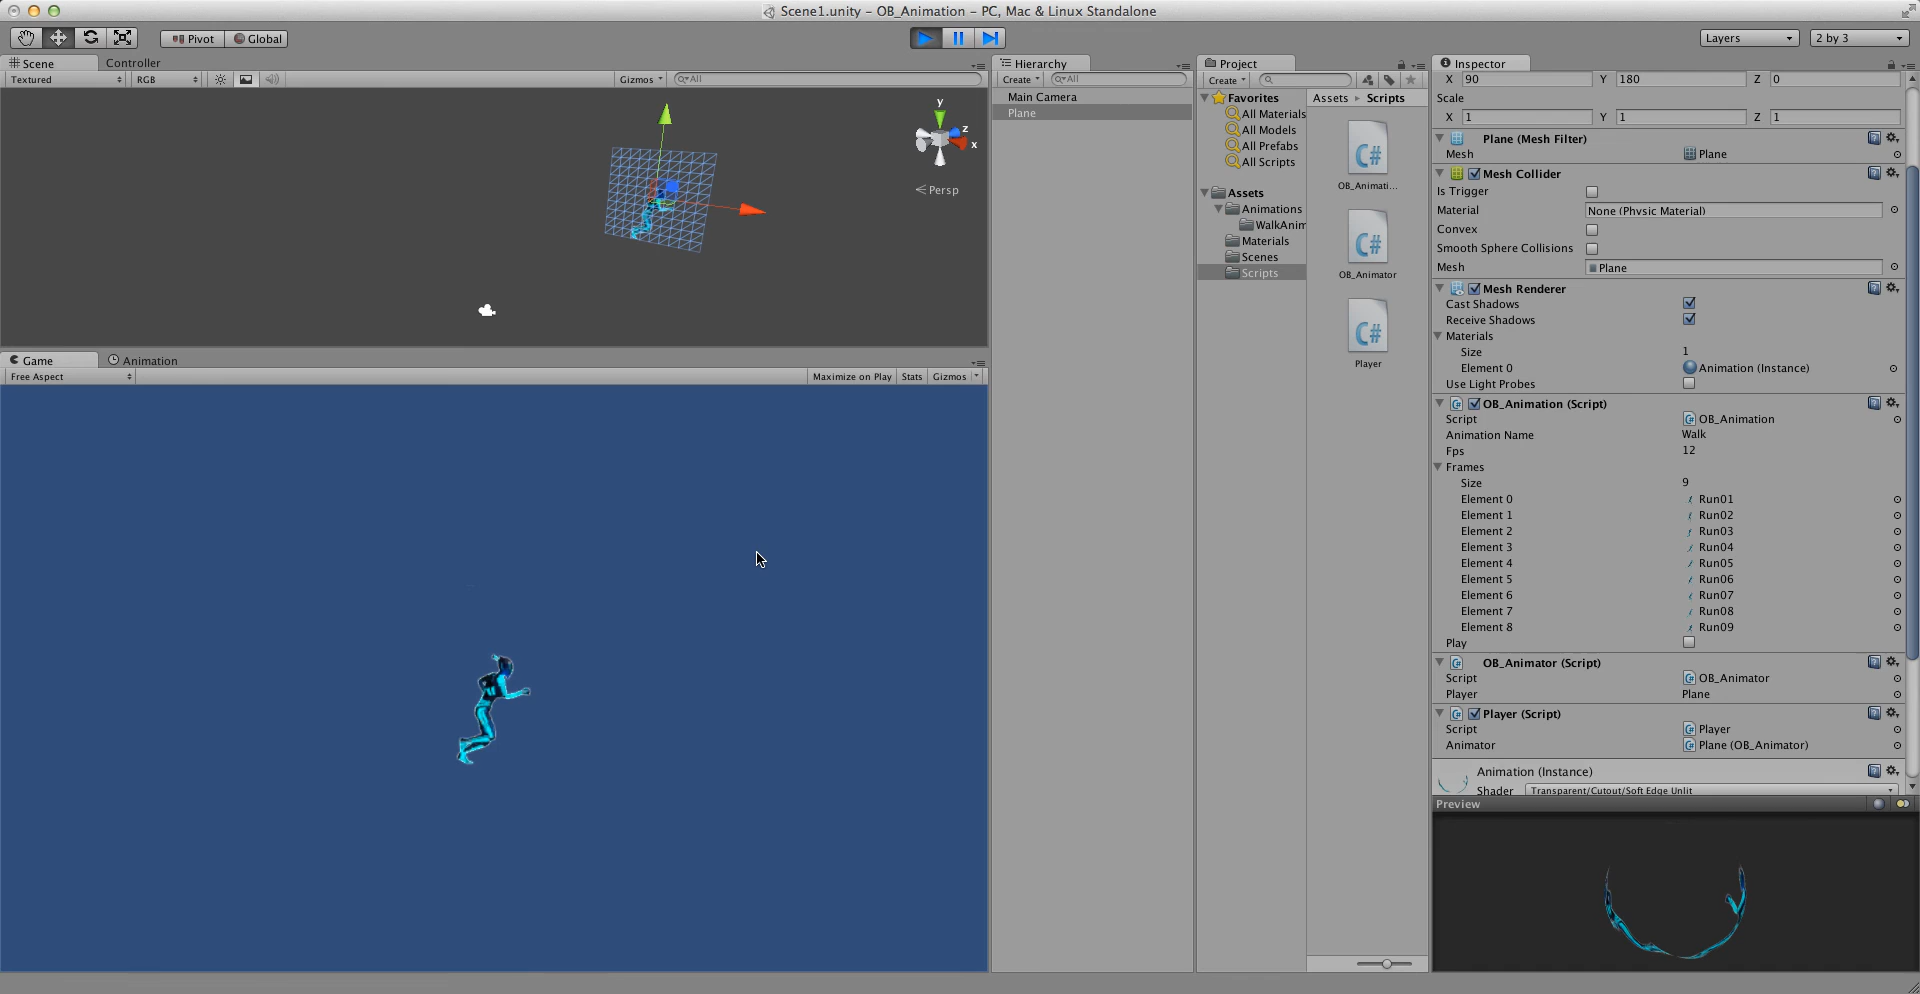 Scene1.unity – OB_Animation – PC, Mac & Linux Standalone
Pivot Global
Layers 2 by 3
Scene Controller
Textured RGB Gizmos All
Persp
y z x
Game Animation
Free Aspect Maximize on Play Stats Gizmos
Hierarchy
Create All
Main Camera
Plane
Project
Create
Favorites
All Materials
All Models
All Prefabs
All Scripts
Assets
Animations
WalkAnim
Materials
Scenes
Scripts
Assets Scripts
C#
OB_Animati...
C#
OB_Animator
C#
Player
Inspector
X 90 Y 180 Z 0
Scale
X 1 Y 1 Z 1
Plane (Mesh Filter)
Mesh Plane
Mesh Collider
Is Trigger
Material None (Physic Material)
Convex
Smooth Sphere Collisions
Mesh Plane
Mesh Renderer
Cast Shadows
Receive Shadows
Materials
Size 1
Element 0 Animation (Instance)
Use Light Probes
OB_Animation (Script)
Script OB_Animation
Animation Name Walk
Fps 12
Frames
Size 9
Element 0 Run01
Element 1 Run02
Element 2 Run03
Element 3 Run04
Element 4 Run05
Element 5 Run06
Element 6 Run07
Element 7 Run08
Element 8 Run09
Play
OB_Animator (Script)
Script OB_Animator
Player Plane
Player (Script)
Script Player
Animator Plane (OB_Animator)
Animation (Instance)
Shader Transparent/Cutout/Soft Edge Unlit
Preview